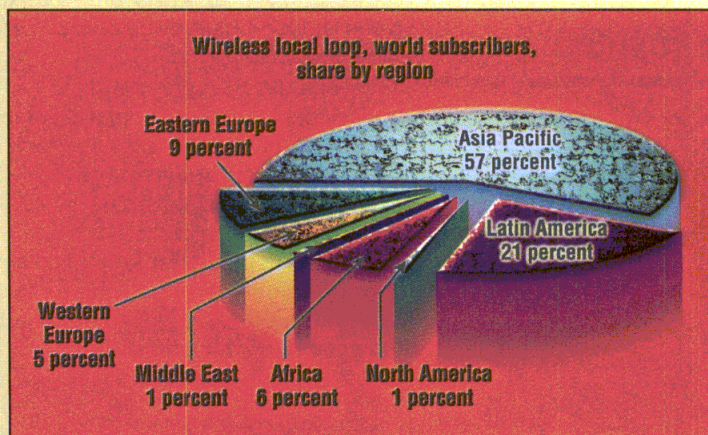 Wireless local loop, world subscribers,
share by region
Eastern Europe
9 percent
Asia Pacific
57 percent
Latin America
21 percent
Western
Europe
5 percent
Middle East
1 percent
Africa
6 percent
North America
1 percent